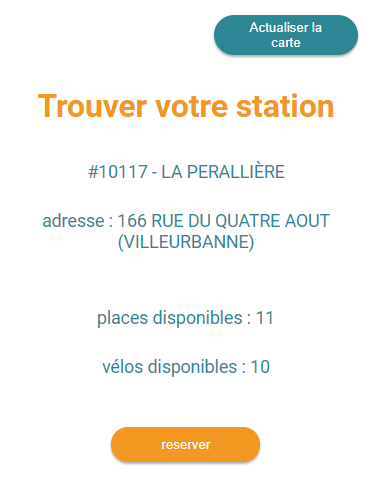 Actualiser la
carte
Trouver votre station
#10117 - LA PERALLIÈRE
adresse : 166 RUE DU QUATRE AOUT
(VILLEURBANNE)
places disponibles : 11
vélos disponibles : 10
reserver